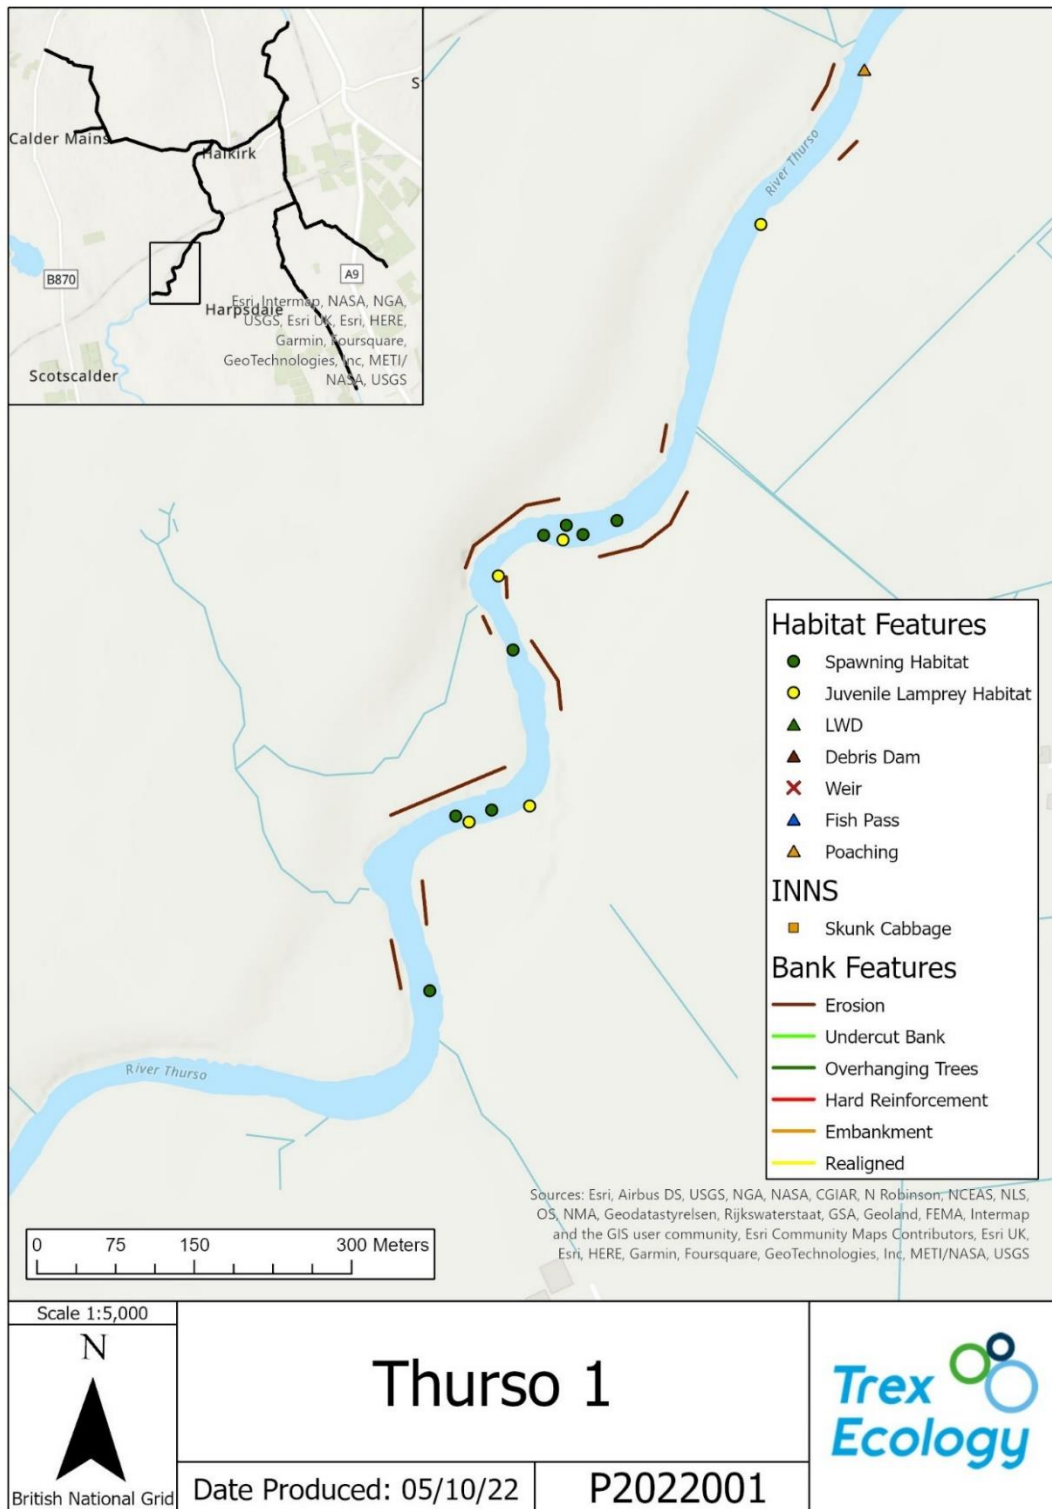 S
Calder Mains
Halkirk
B870
A9
Harpsdale
Esri, Intermap, NASA, NGA,
USGS, Esri UK, Esri, HERE,
Garmin, Foursquare,
GeoTechnologies, Inc, METI/
NASA, USGS
Scotscalder
River Thurso
Habitat Features
Spawning Habitat
Juvenile Lamprey Habitat
LWD
Debris Dam
Weir
Fish Pass
Poaching
INNS
Skunk Cabbage
Bank Features
Erosion
Undercut Bank
Overhanging Trees
Hard Reinforcement
Embankment
Realigned
River Thurso
Sources: Esri, Airbus DS, USGS, NGA, NASA, CGIAR, N Robinson, NCEAS, NLS,
OS, NMA, Geodatastyrelsen, Rijkswaterstaat, GSA, Geoland, FEMA, Intermap
and the GIS user community, Esri Community Maps Contributors, Esri UK,
Esri, HERE, Garmin, Foursquare, GeoTechnologies, Inc, METI/NASA, USGS
0 75 150 300 Meters
Scale 1:5,000
N
British National Grid
Thurso 1
Date Produced: 05/10/22
P2022001
Trex
Ecology